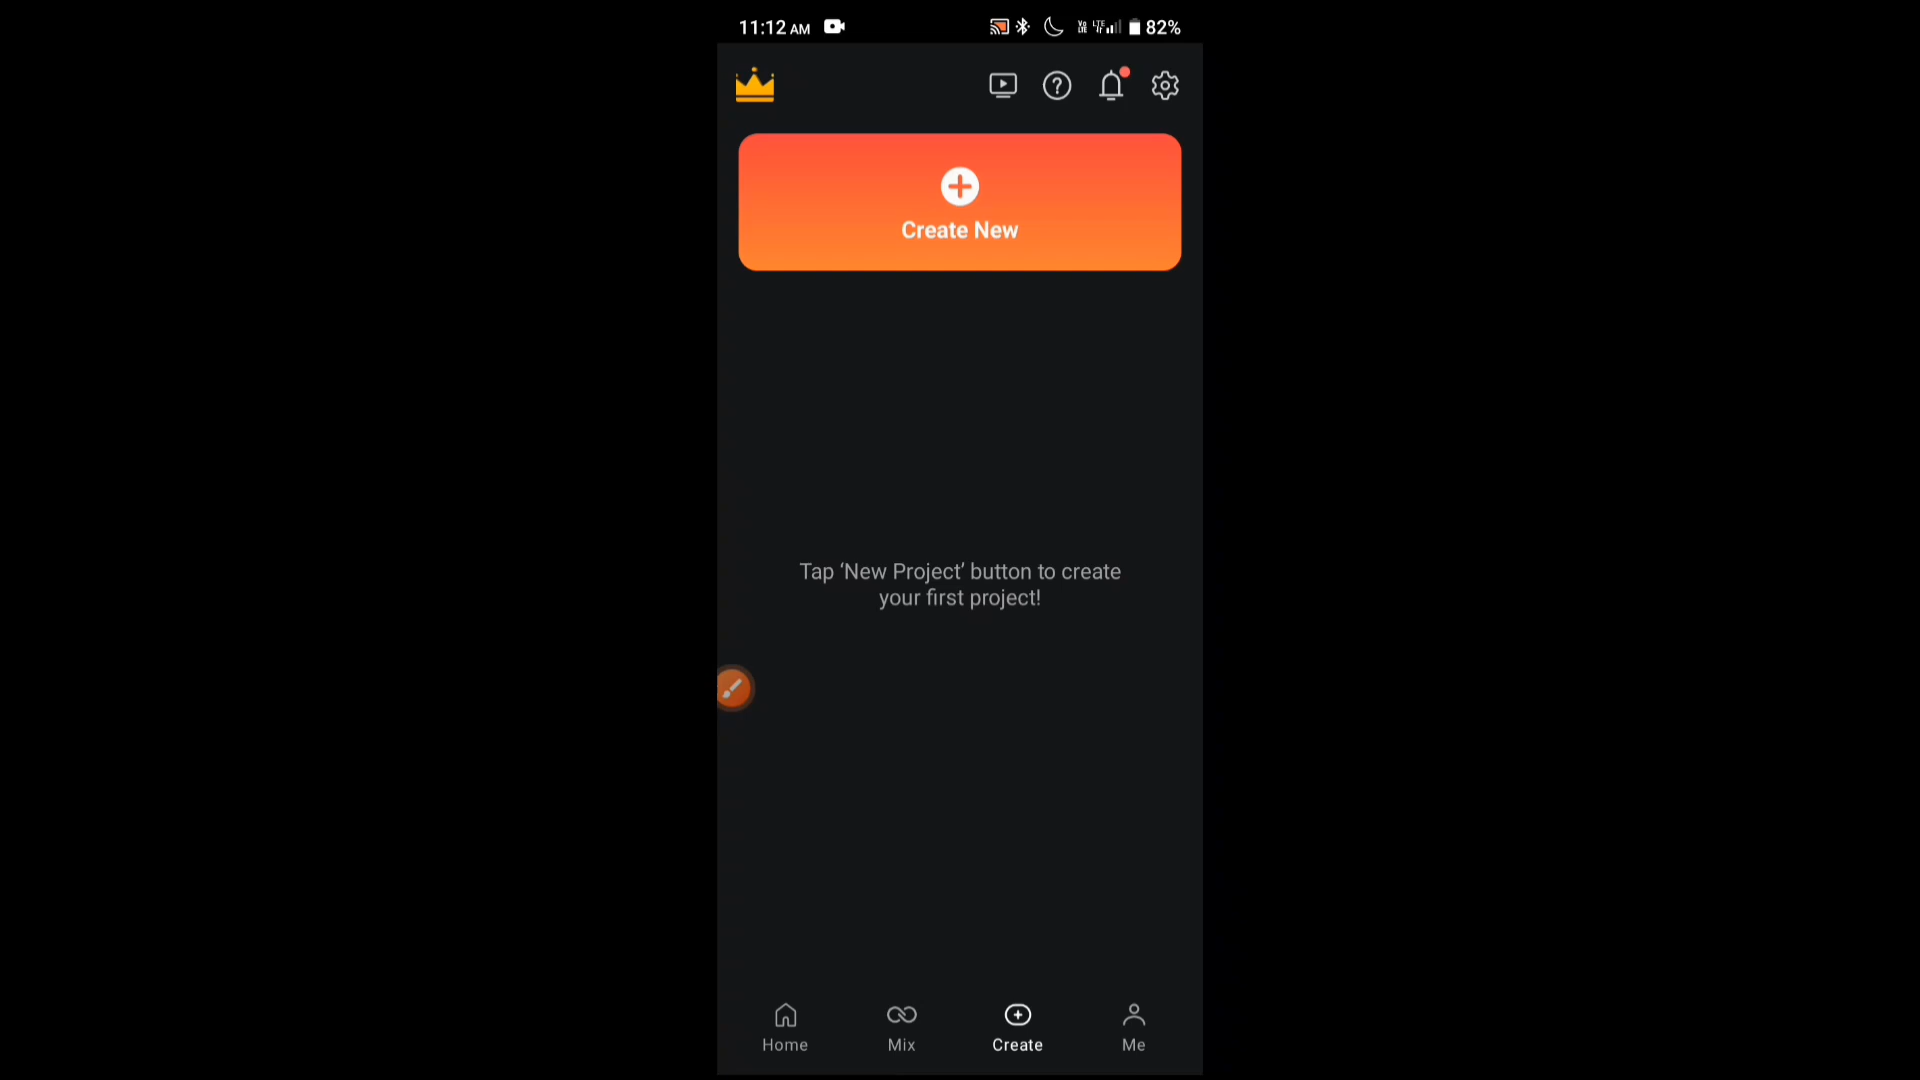 11:12 AM 82%
Create New
Tap ‘New Project’ button to create
your first project!
Home Mix Create Me